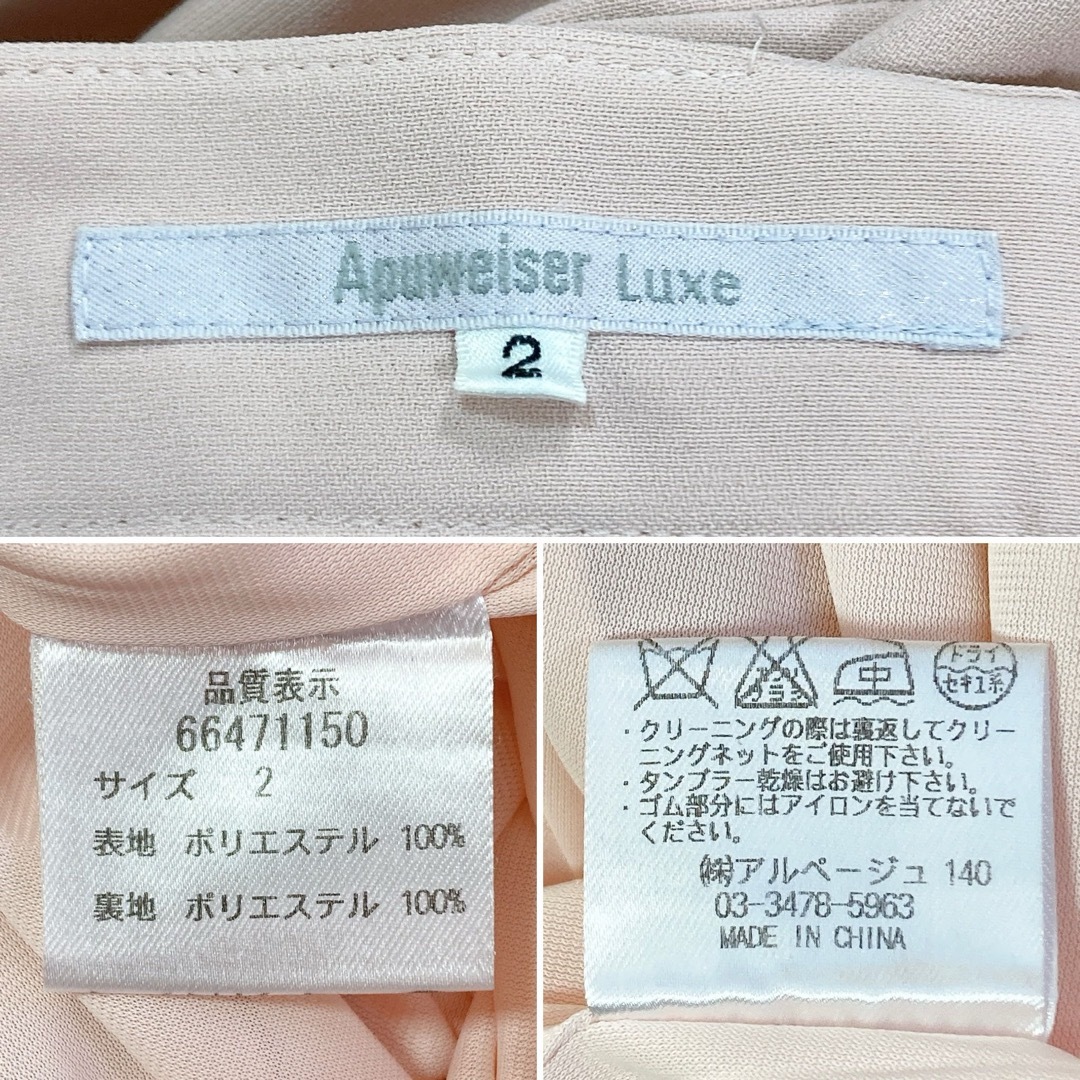 Apuweiser Luxe
2
品質表示
66471150
サイズ 2
表地 ポリエステル 100%
裏地 ポリエステル 100%
中
ドライ
セキユ系
・クリーニングの際は裏返してクリー
ニングネットをご使用下さい。
・タンブラー乾燥はお避け下さい。
・ゴム部分にはアイロンを当てないで
ください。
㈱アルページュ 140
03-3478-5963
MADE IN CHINA